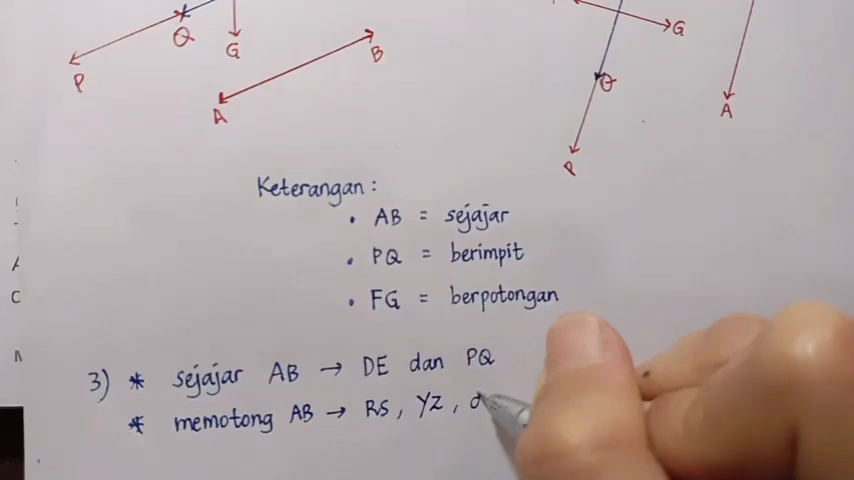 Q
G
P
B
A
G
Q
A
P
Keterangan :
• AB = sejajar
• PQ = berimpit
• FG = berpotongan
3) * sejajar AB → DE dan PQ
* memotong AB → RS, YZ,